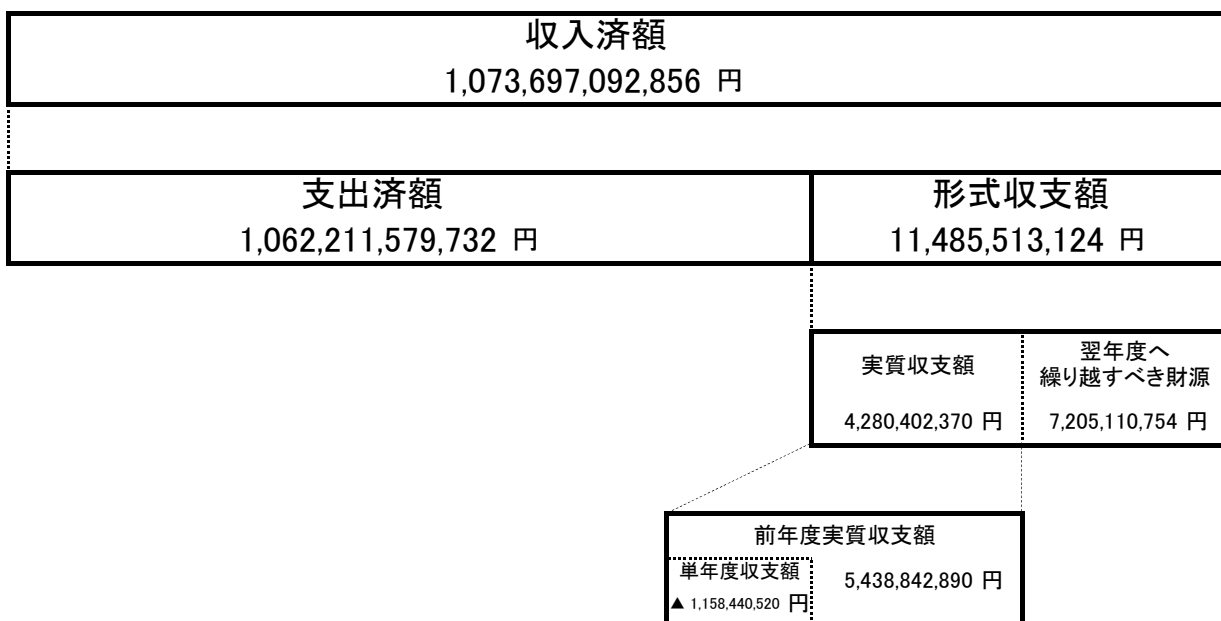 収入済額
1,073,697,092,856 円
支出済額
1,062,211,579,732 円
形式収支額
11,485,513,124 円
実質収支額
4,280,402,370 円
翌年度へ
繰り越すべき財源
7,205,110,754 円
前年度実質収支額
5,438,842,890 円
単年度収支額
▲ 1,158,440,520 円